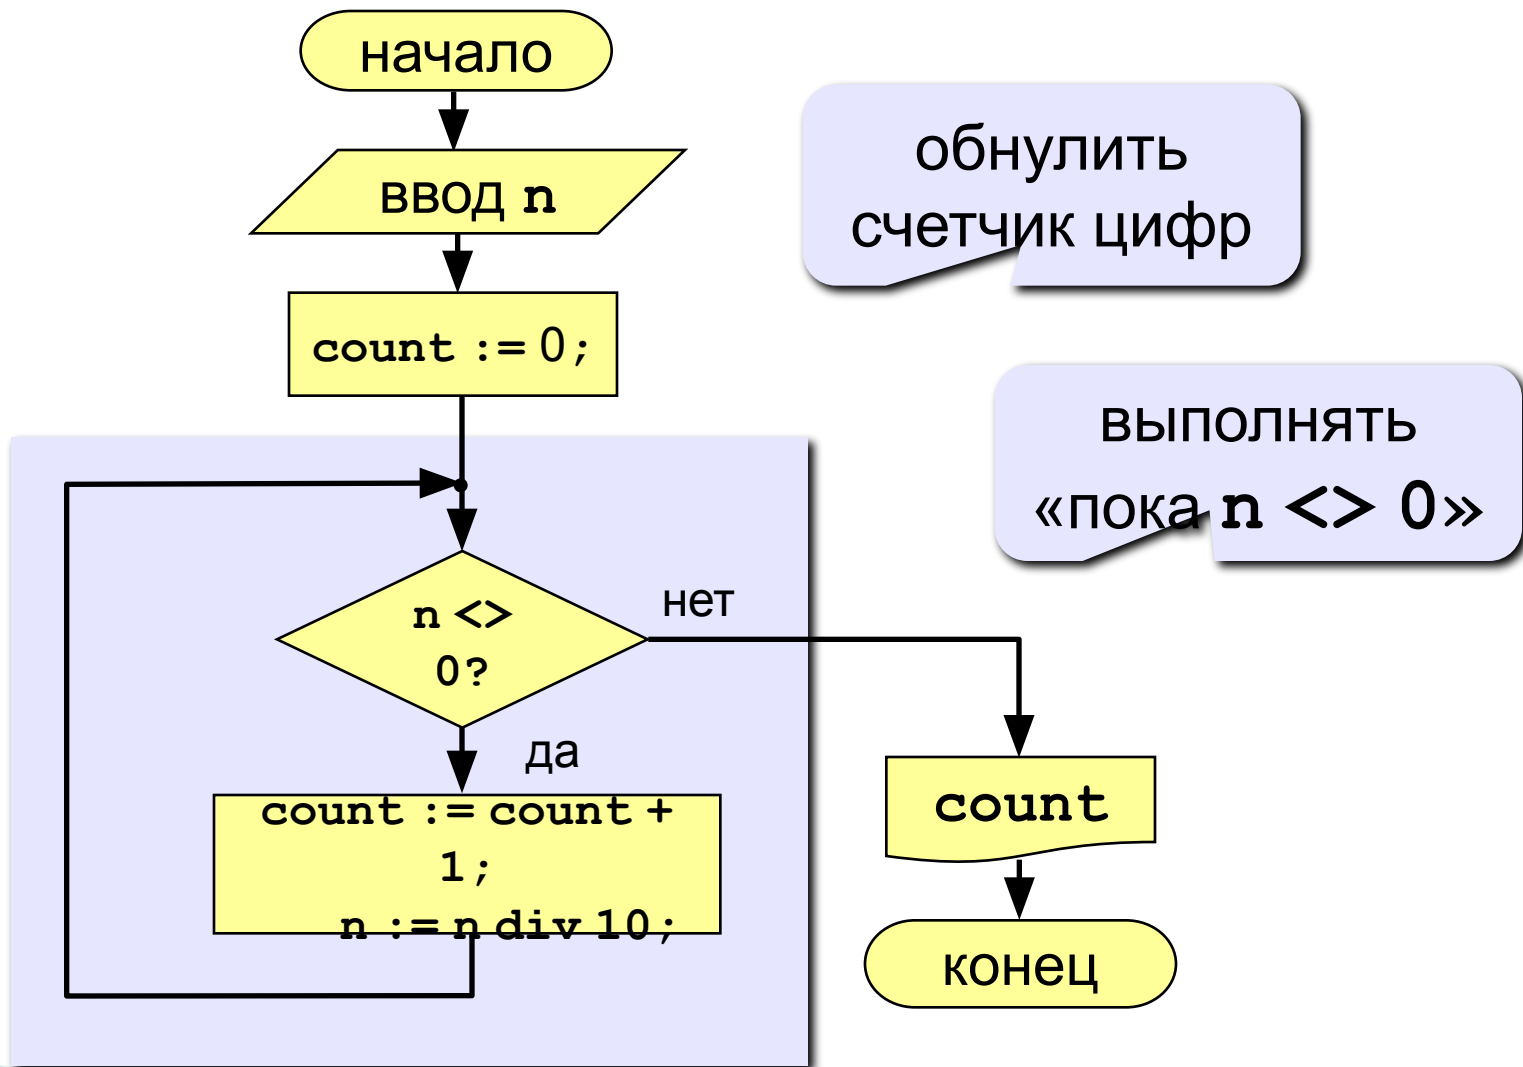 начало
ввод n
обнулить
счетчик цифр
count := 0;
выполнять
«пока n <> 0»
n <>
0?
нет
да
count := count +
1;
n := n div 10;
count
конец